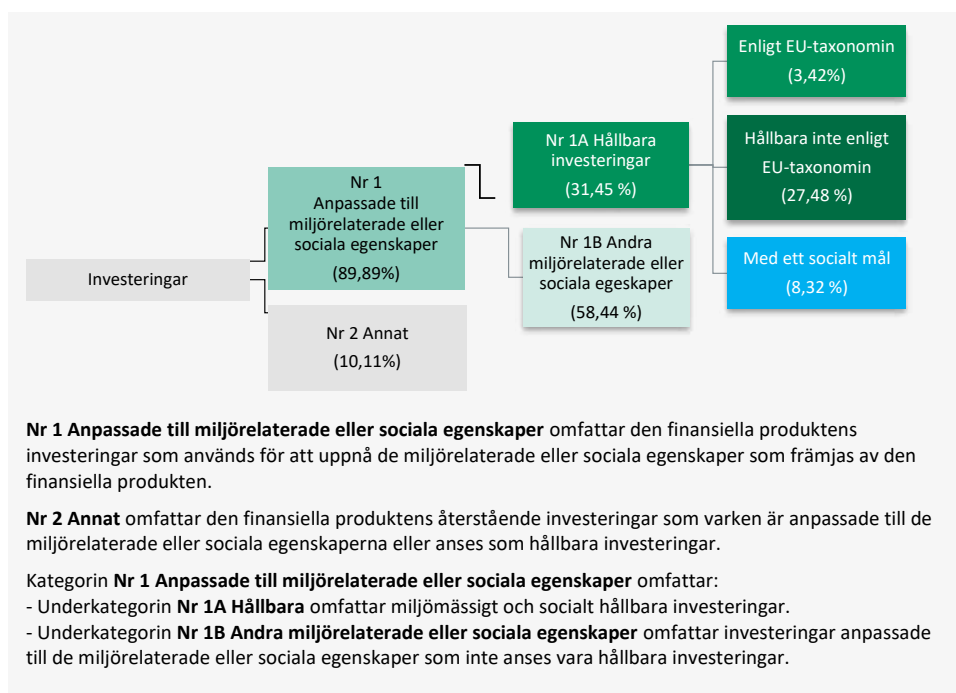 Enligt EU-taxonomin
(3,42%)
Nr 1A Hållbara
investeringar
(31,45 %)
Hållbara inte enligt
EU-taxonomin
(27,48 %)
Nr 1
Anpassade till
miljörelaterade eller
sociala egenskaper
(89,89%)
Nr 1B Andra
miljörelaterade eller
sociala egeskaper
(58,44 %)
Med ett socialt mål
(8,32 %)
Investeringar
Nr 2 Annat
(10,11%)
Nr 1 Anpassade till miljörelaterade eller sociala egenskaper omfattar den finansiella produktens
investeringar som används för att uppnå de miljörelaterade eller sociala egenskaper som främjas av den
finansiella produkten.
Nr 2 Annat omfattar den finansiella produktens återstående investeringar som varken är anpassade till de
miljörelaterade eller sociala egenskaperna eller anses som hållbara investeringar.
Kategorin Nr 1 Anpassade till miljörelaterade eller sociala egenskaper omfattar:
- Underkategorin Nr 1A Hållbara omfattar miljömässigt och socialt hållbara investeringar.
- Underkategorin Nr 1B Andra miljörelaterade eller sociala egenskaper omfattar investeringar anpassade
till de miljörelaterade eller sociala egenskaper som inte anses vara hållbara investeringar.